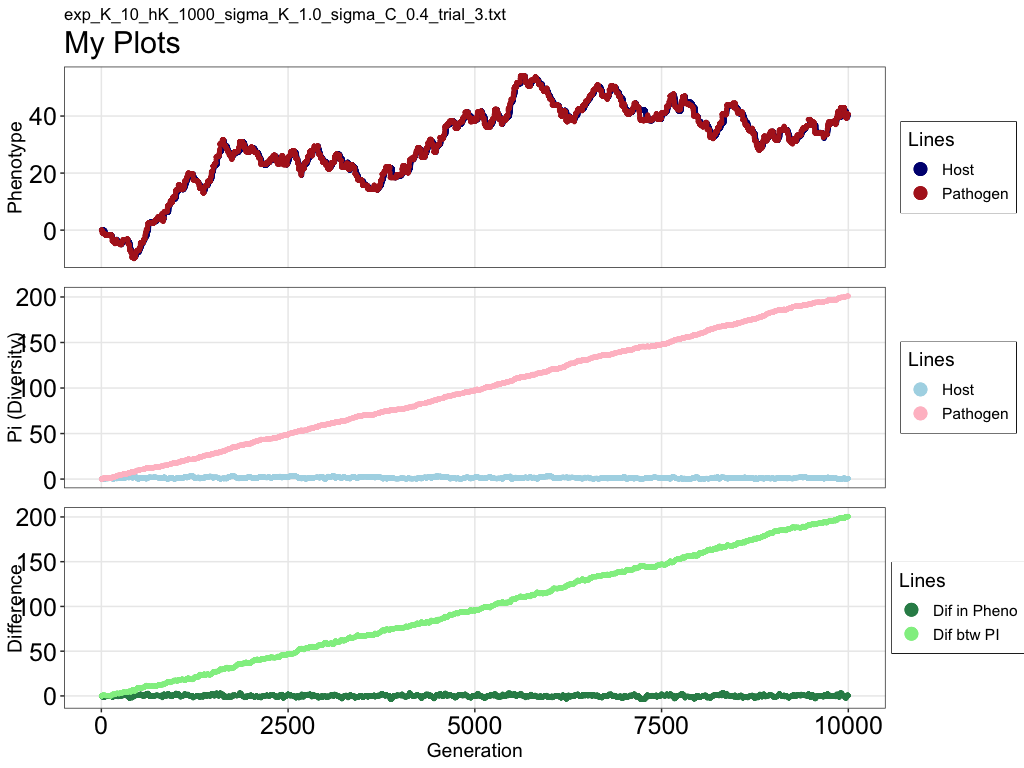 exp_K_10_hK_1000_sigma_K_1.0_sigma_C_0.4_trial_3.txt
My Plots
Phenotype
40
20
0
Lines
Host
Pathogen
Pi (Diversity)
200
150
100
50
0
Lines
Host
Pathogen
Difference
200
150
100
50
0
Lines
Dif in Pheno
Dif btw PI
0 2500 5000 7500 10000
Generation